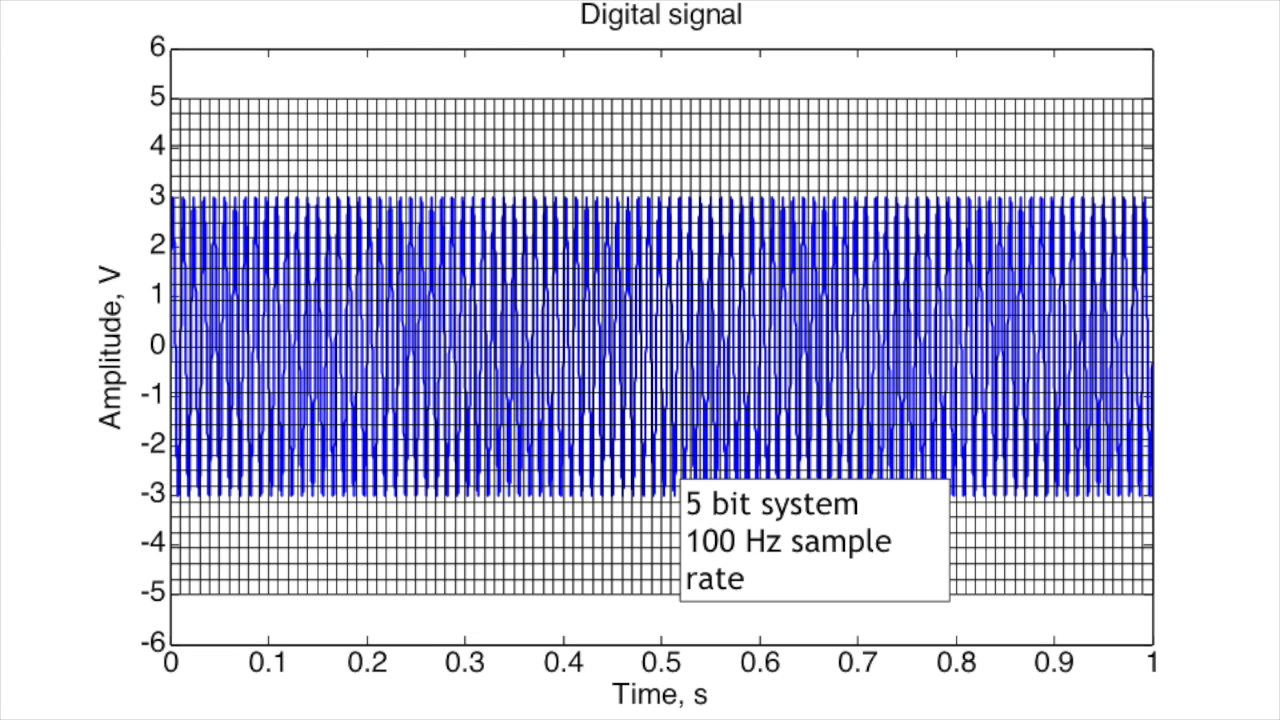 Digital signal
6
5
4
3
2
1
0
-1
-2
-3
-4
-5
-6
Amplitude, V
5 bit system
100 Hz sample
rate
0 0.1 0.2 0.3 0.4 0.5 0.6 0.7 0.8 0.9 1
Time, s